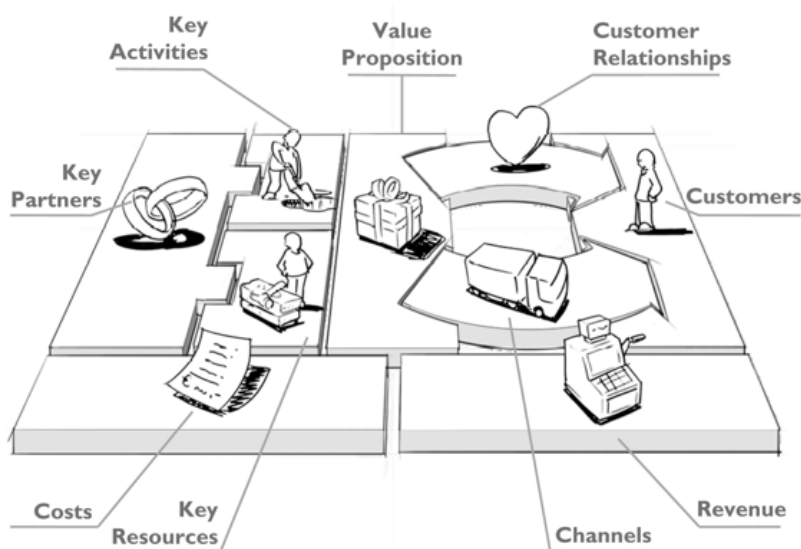 Key
Activities
Value
Proposition
Customer
Relationships
Key
Partners
Customers
Costs
Key
Resources
Channels
Revenue